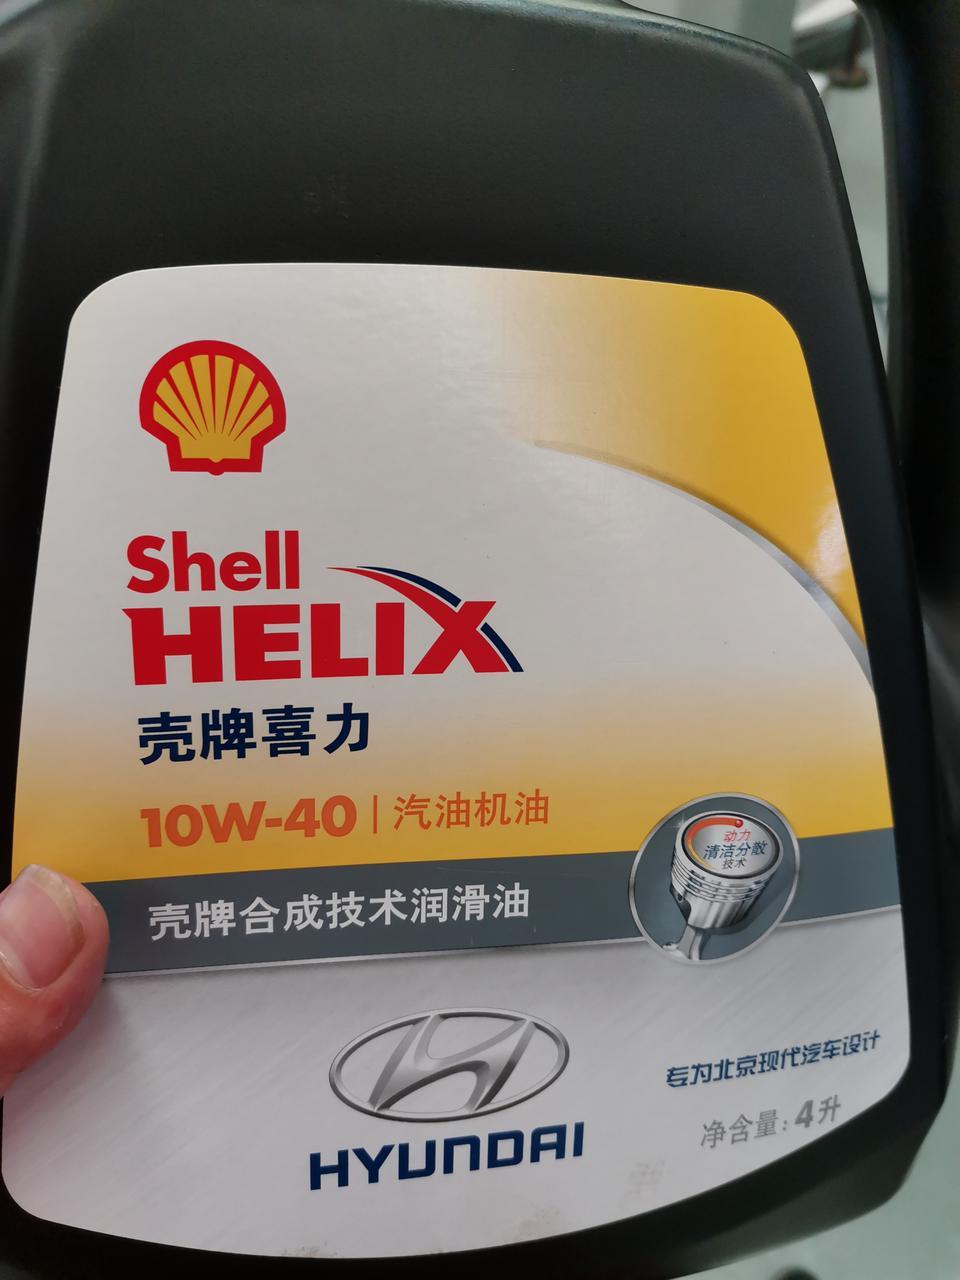 Shell
HELIX
壳牌喜力
10W-40 | 汽油机油
动力
清洁分散
技术
壳牌合成技术润滑油
HYUNDAI
专为北京现代汽车设计
净含量: 4升